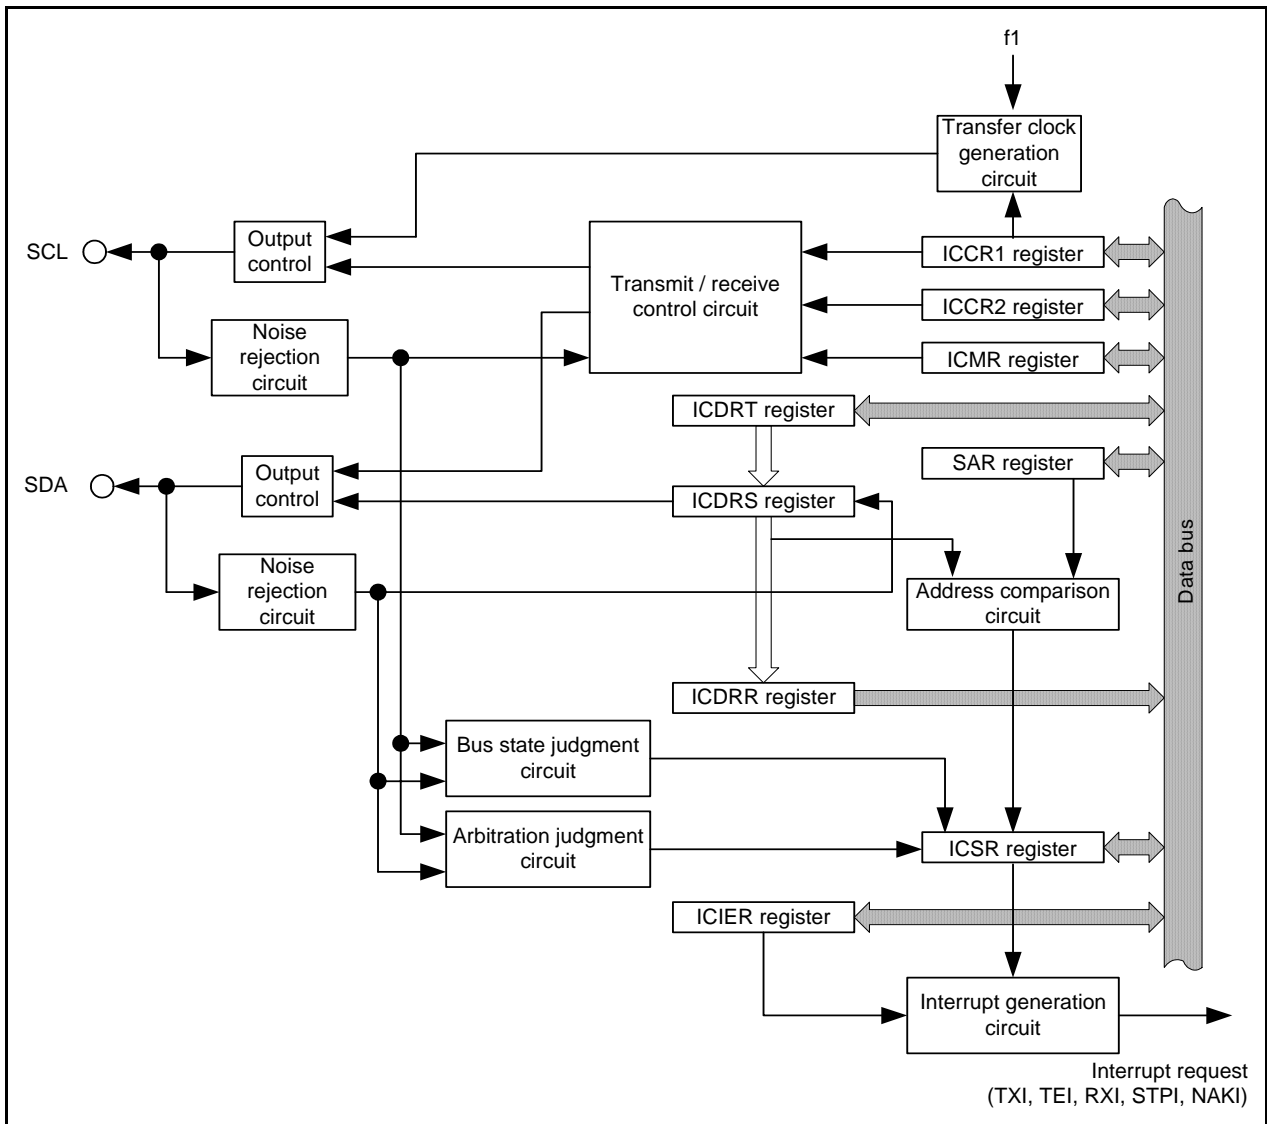 f1
Transfer clock
generation
circuit
SCL
Output
control
Transmit / receive
control circuit
ICCR1 register
ICCR2 register
Noise
rejection
circuit
ICMR register
ICDRT register
SAR register
SDA
Output
control
ICDRS register
Data bus
Noise
rejection
circuit
Address comparison
circuit
ICDRR register
Bus state judgment
circuit
Arbitration judgment
circuit
ICSR register
ICIER register
Interrupt generation
circuit
Interrupt request
(TXI, TEI, RXI, STPI, NAKI)